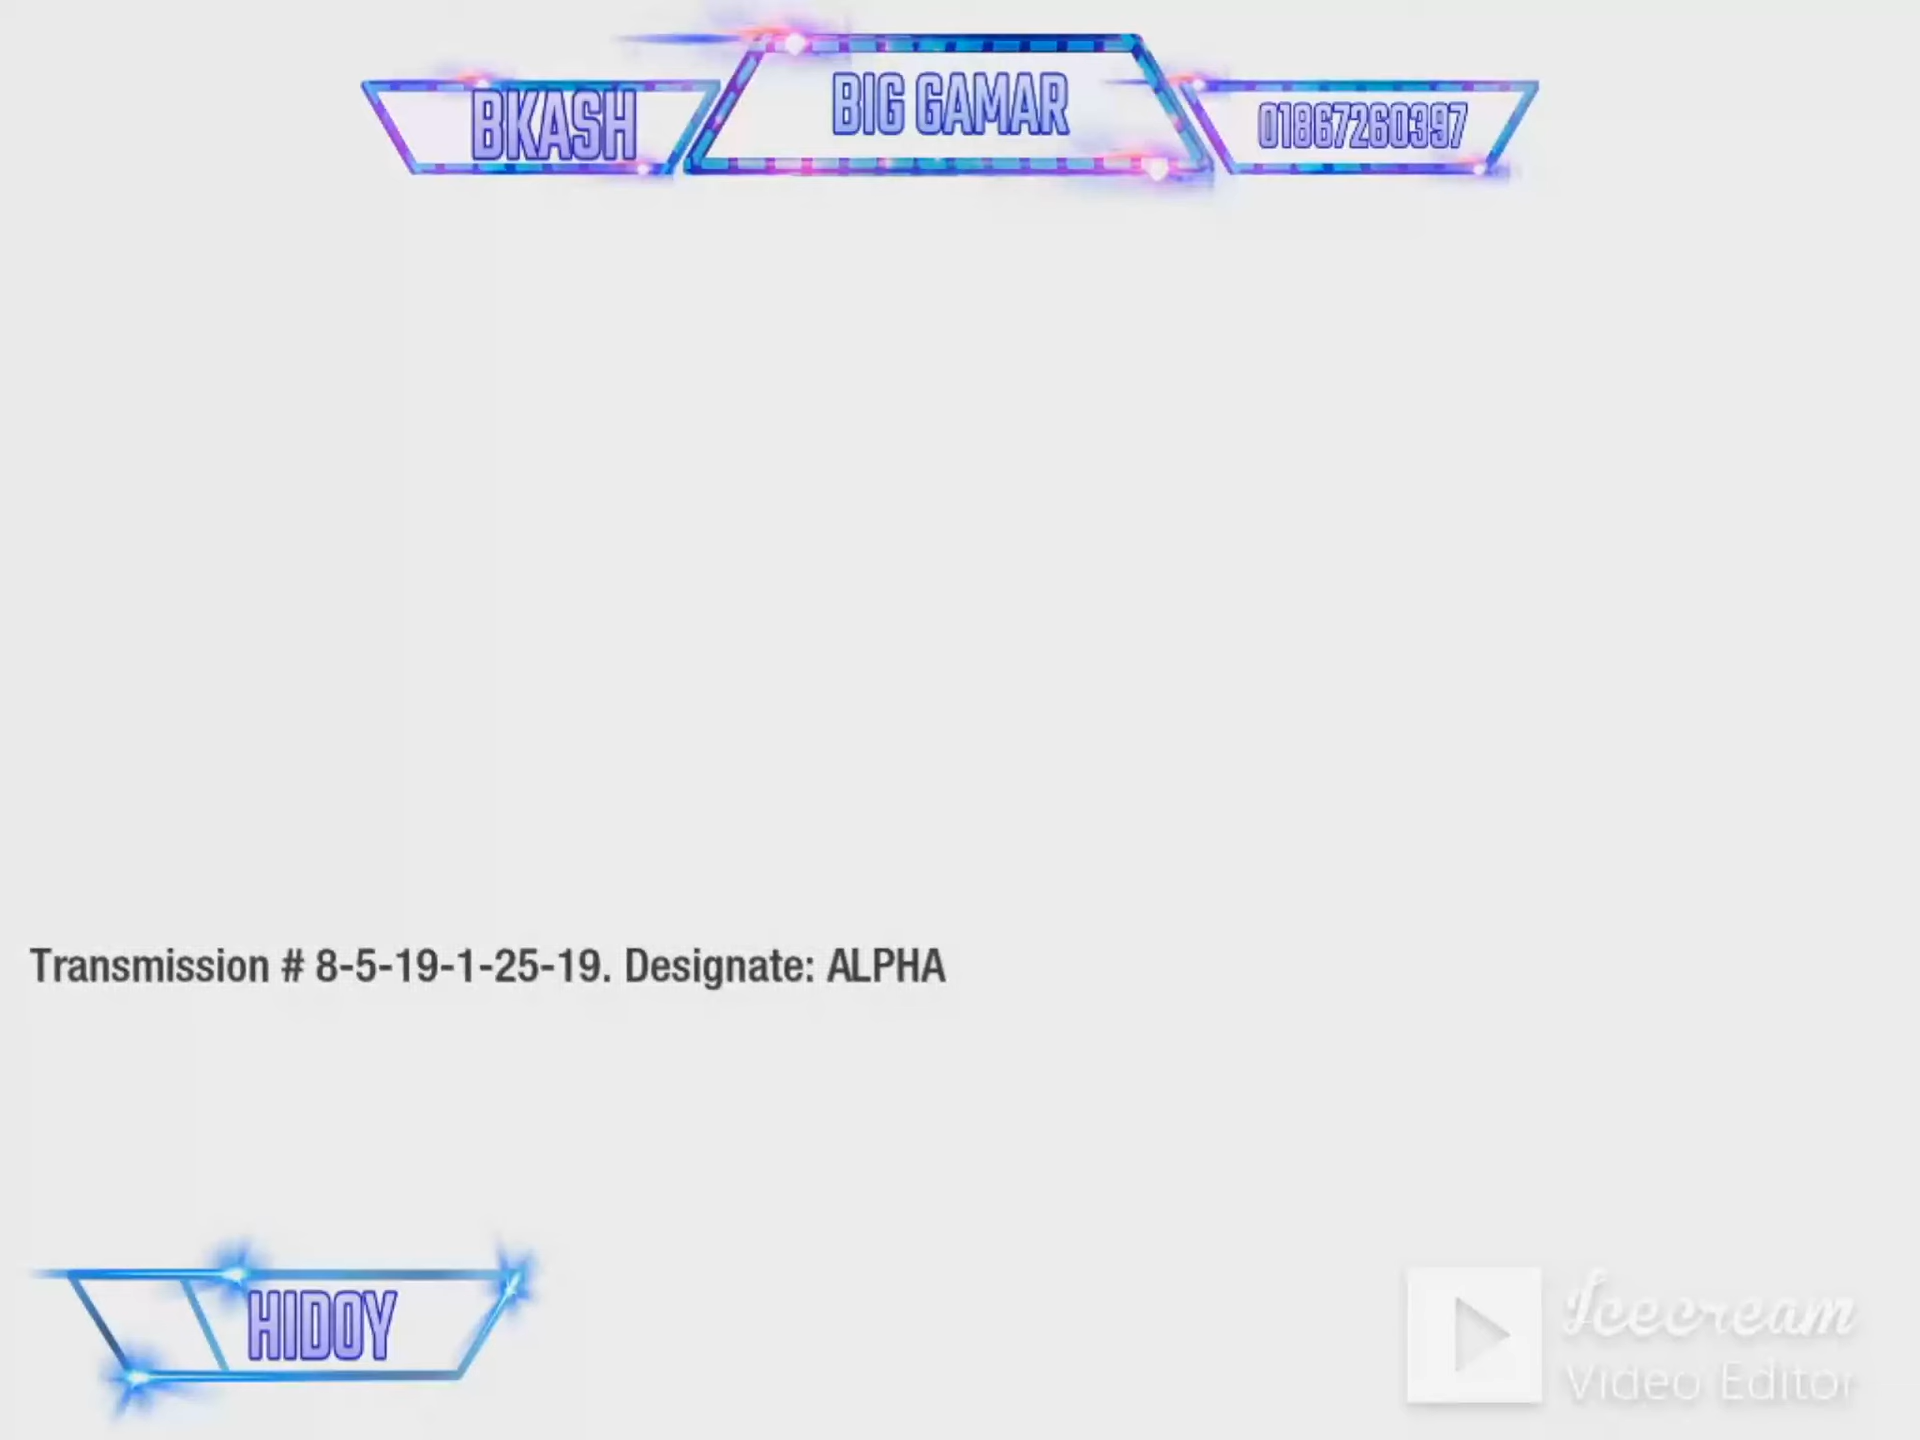 BKASH
BIG GAMAR
01867260397
Transmission # 8-5-19-1-25-19. Designate: ALPHA
HIDOY
Icecream
Video Editor